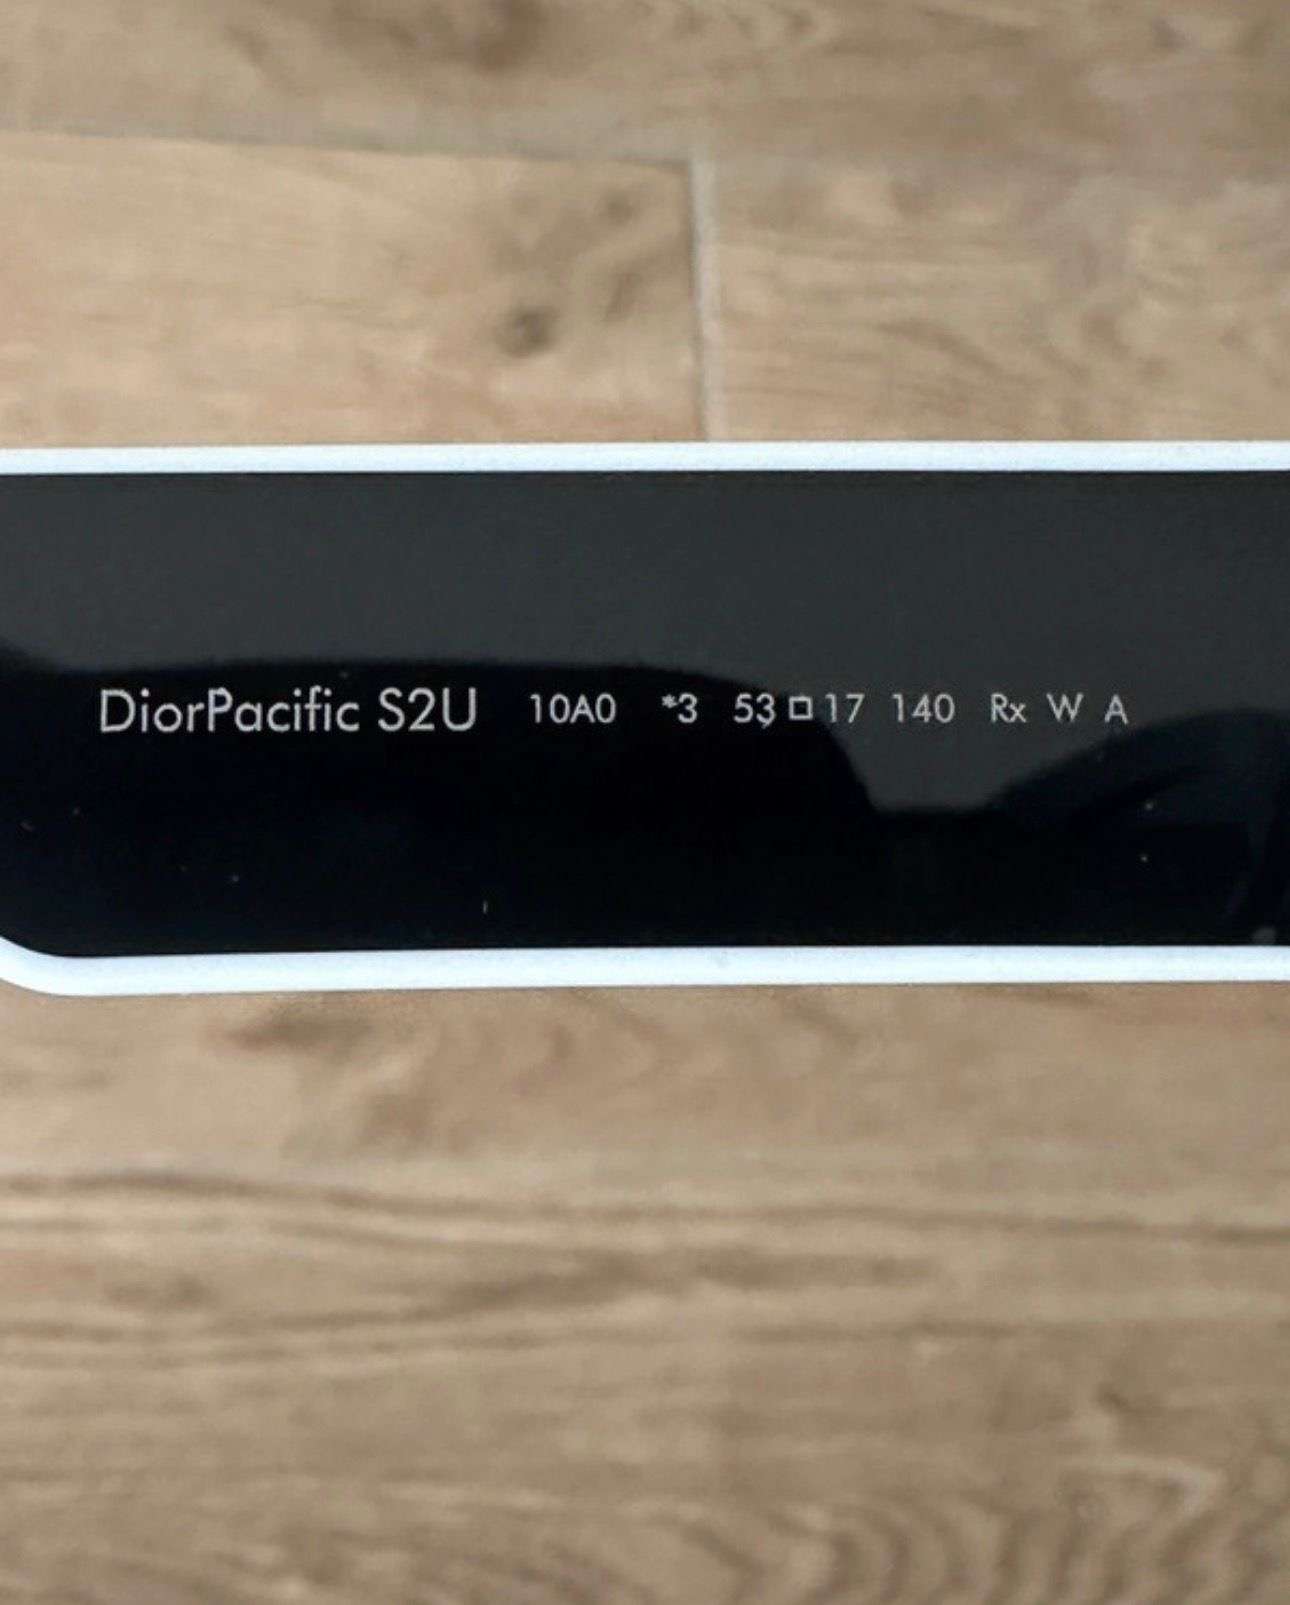 DiorPacific S2U 10A0 *3 53□17 140 Rx W A